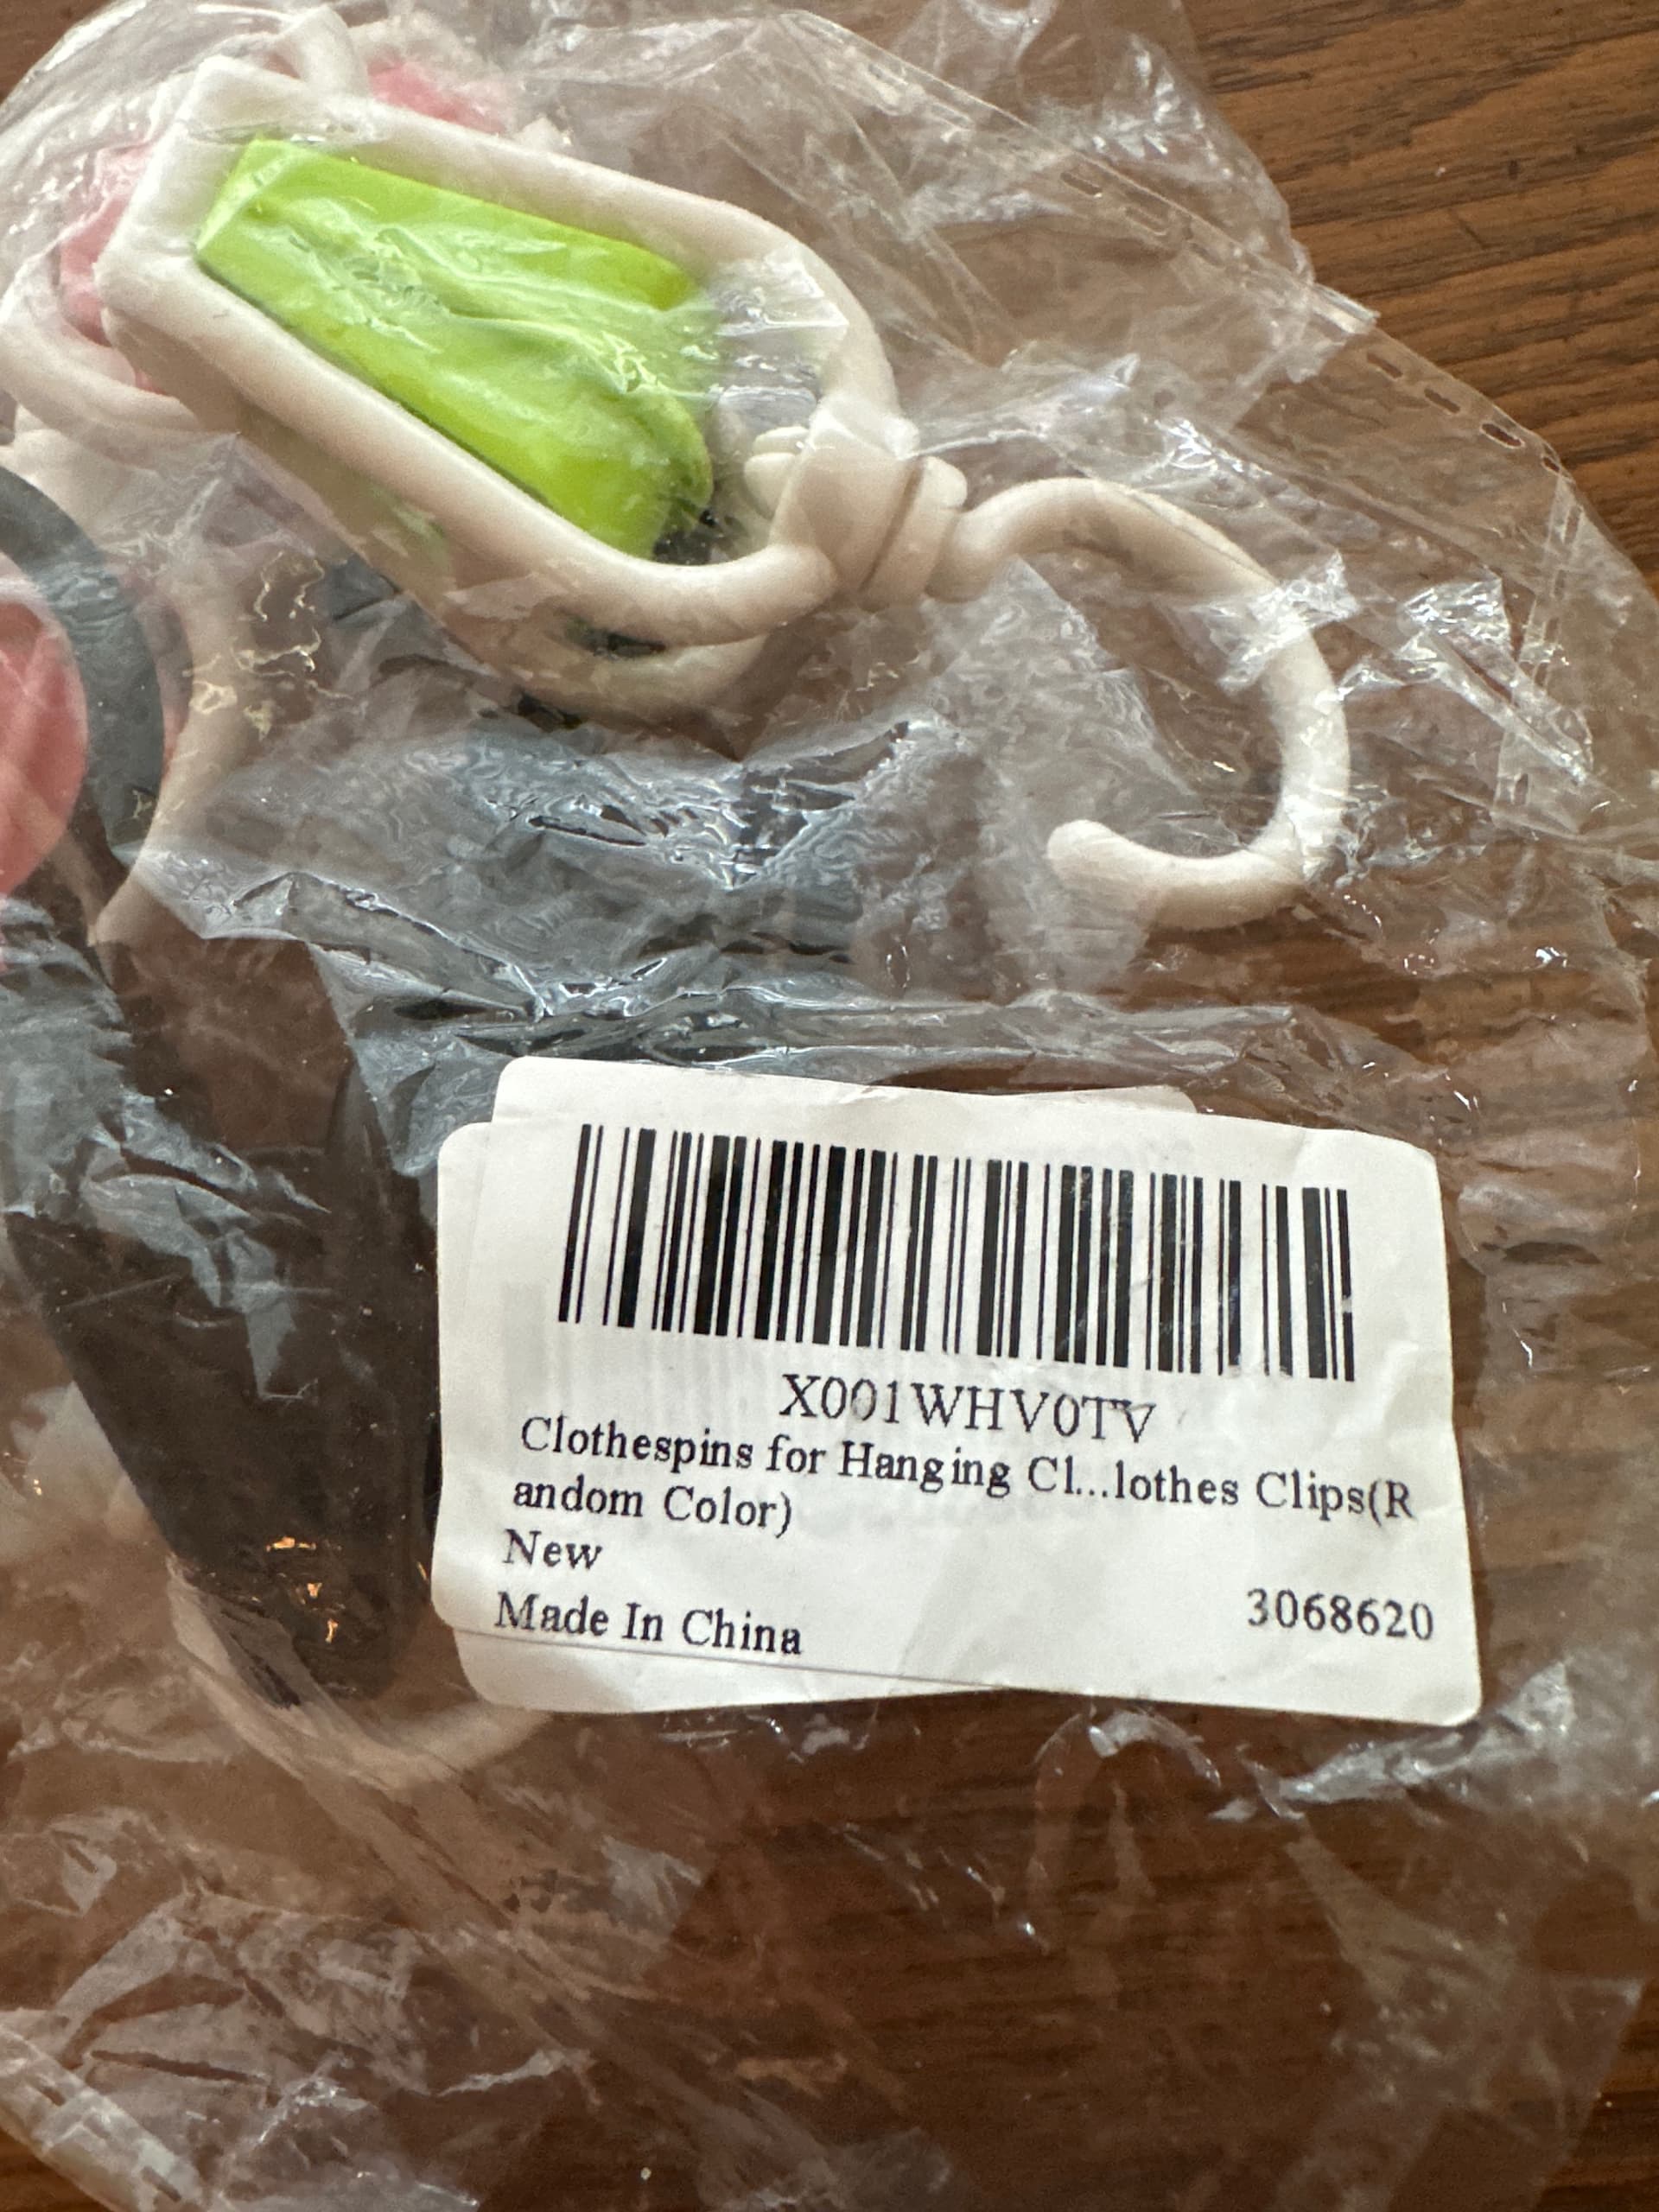 X001WHV0TV
Clothespins for Hanging Cl...lothes Clips(R
andom Color)
New
Made In China 3068620